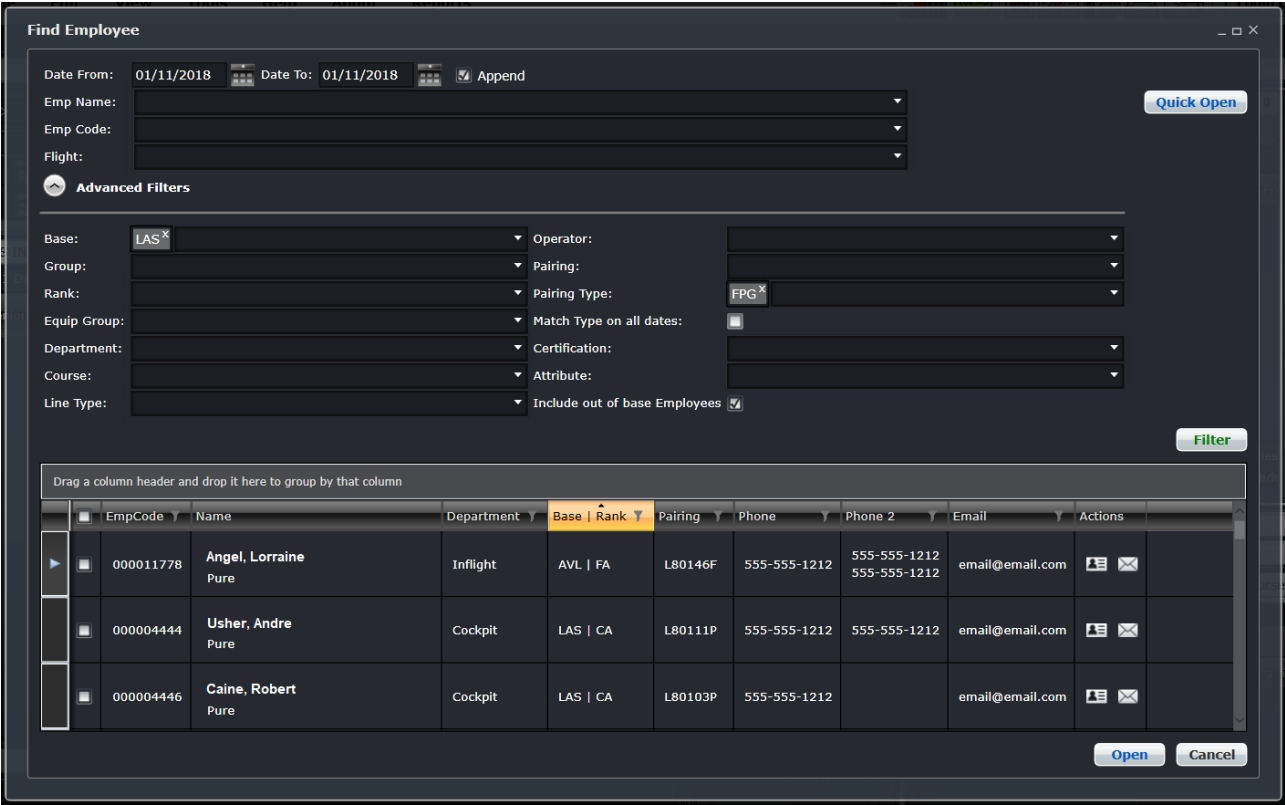 Find Employee
Date From: 01/11/2018 Date To: 01/11/2018 Append
Emp Name:
Quick Open
Emp Code:
Flight:
Advanced Filters
Base: LAS x Operator:
Group: Pairing:
Rank: Pairing Type: FPG x
Equip Group: Match Type on all dates:
Department: Certification:
Course: Attribute:
Line Type: Include out of base Employees
Filter
Drag a column header and drop it here to group by that column
EmpCode Name Department Base | Rank Pairing Phone Phone 2 Email Actions
000011778 Angel, Lorraine Pure Inflight AVL | FA L80146F 555-555-1212 555-555-1212 555-555-1212 email@email.com
000004444 Usher, Andre Pure Cockpit LAS | CA L80111P 555-555-1212 555-555-1212 email@email.com
000004446 Caine, Robert Pure Cockpit LAS | CA L80103P 555-555-1212 email@email.com
Open Cancel